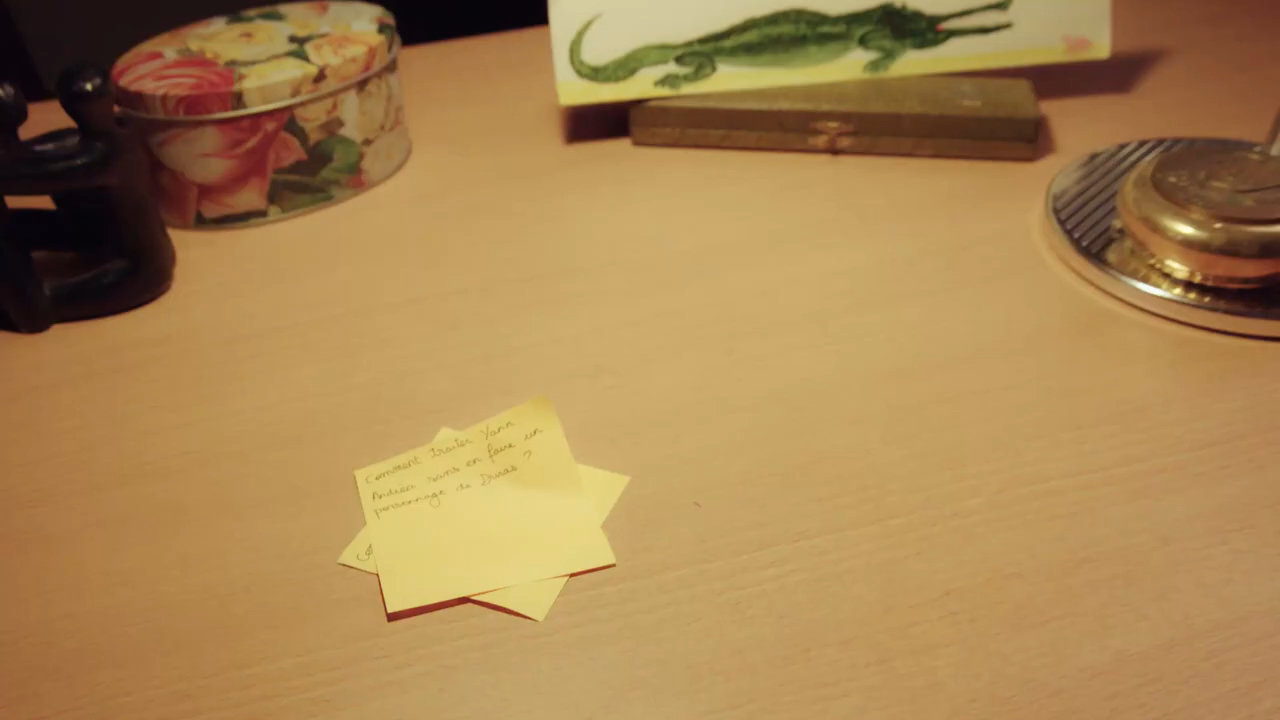 Comment traiter Yann
Andréa sans en faire un
personnage de Duras ?